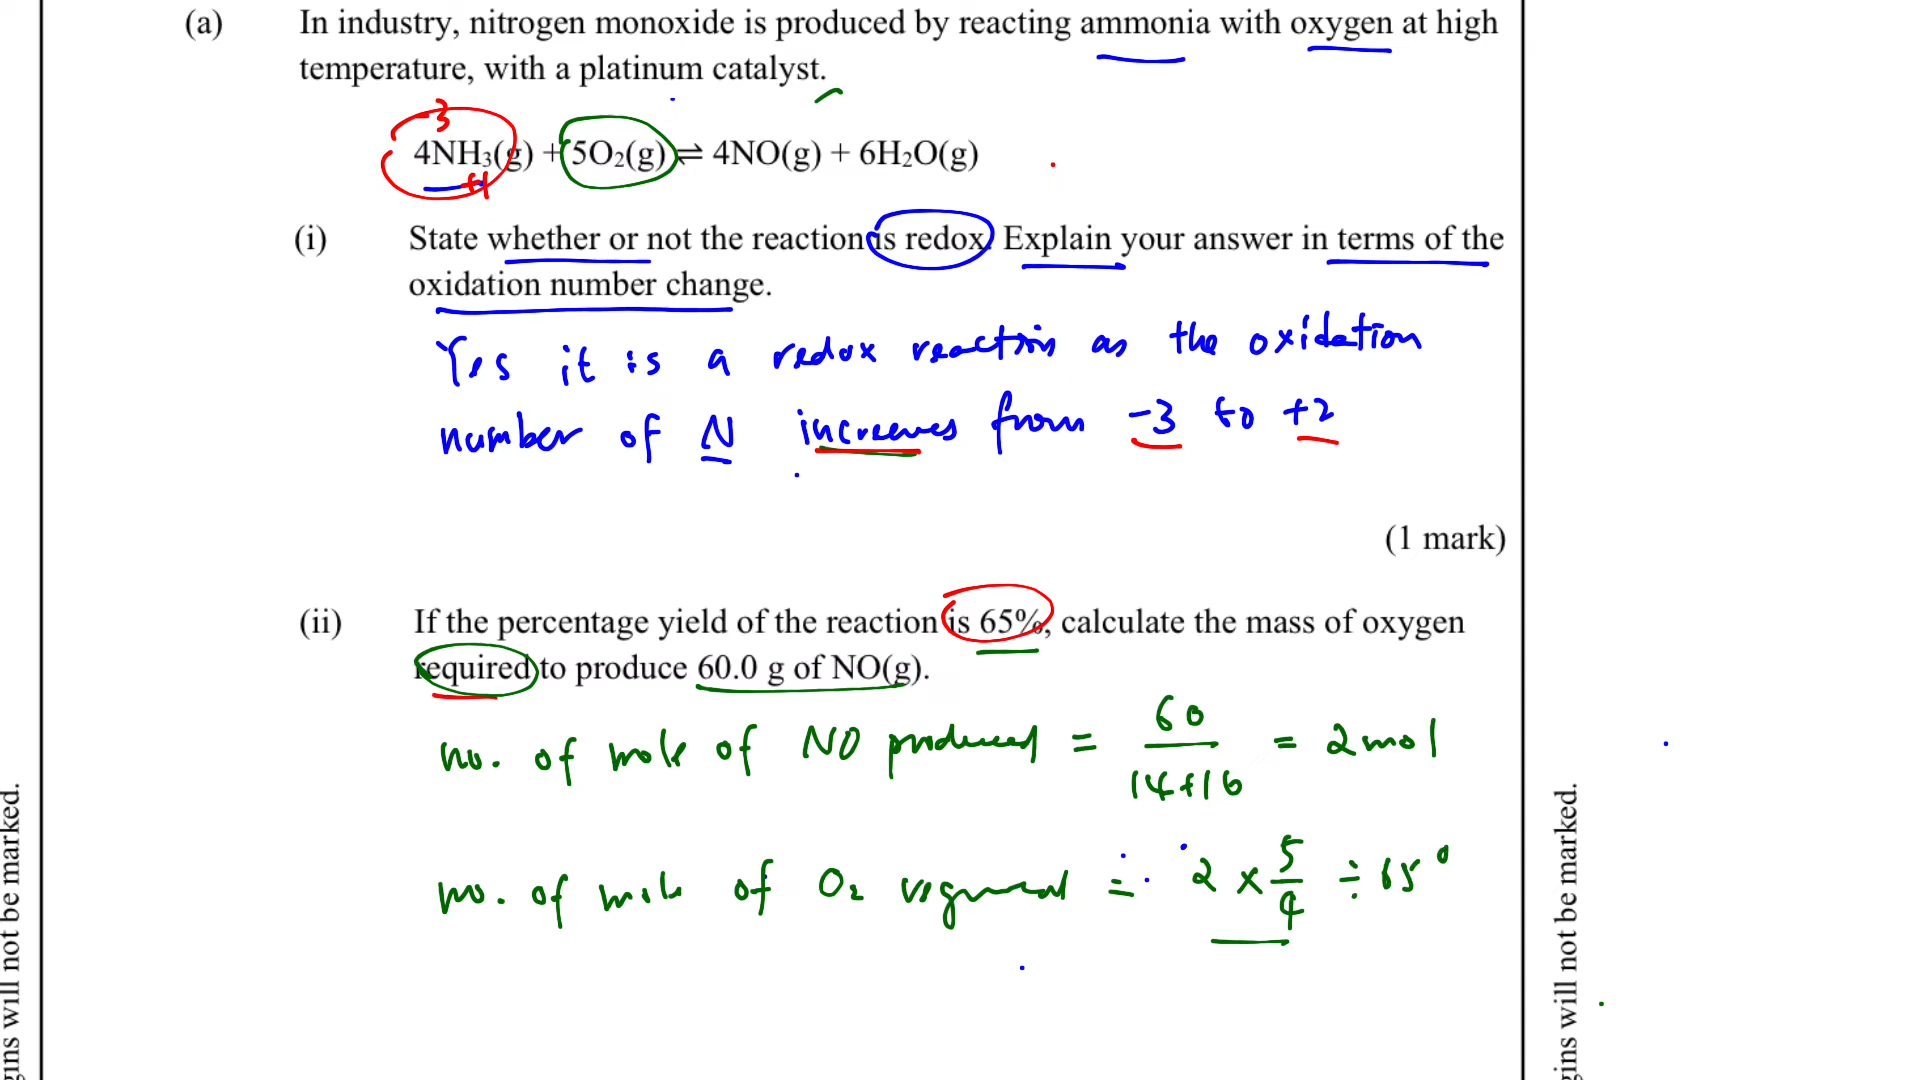 (a) In industry, nitrogen monoxide is produced by reacting ammonia with oxygen at high
temperature, with a platinum catalyst.
-3
4NH₃(g) + 5O₂(g) ⇌ 4NO(g) + 6H₂O(g)
+1
(i) State whether or not the reaction is redox. Explain your answer in terms of the
oxidation number change.
Yes it is a redox reaction as the oxidation
number of N increases from -3 to +2
(1 mark)
(ii) If the percentage yield of the reaction is 65%, calculate the mass of oxygen
required to produce 60.0 g of NO(g).
no. of mole of NO produced = 60 / 14+16 = 2 mol
no. of mole of O₂ required = 2 × 5/4 ÷ 65
gins will not be marked.
gins will not be marked.